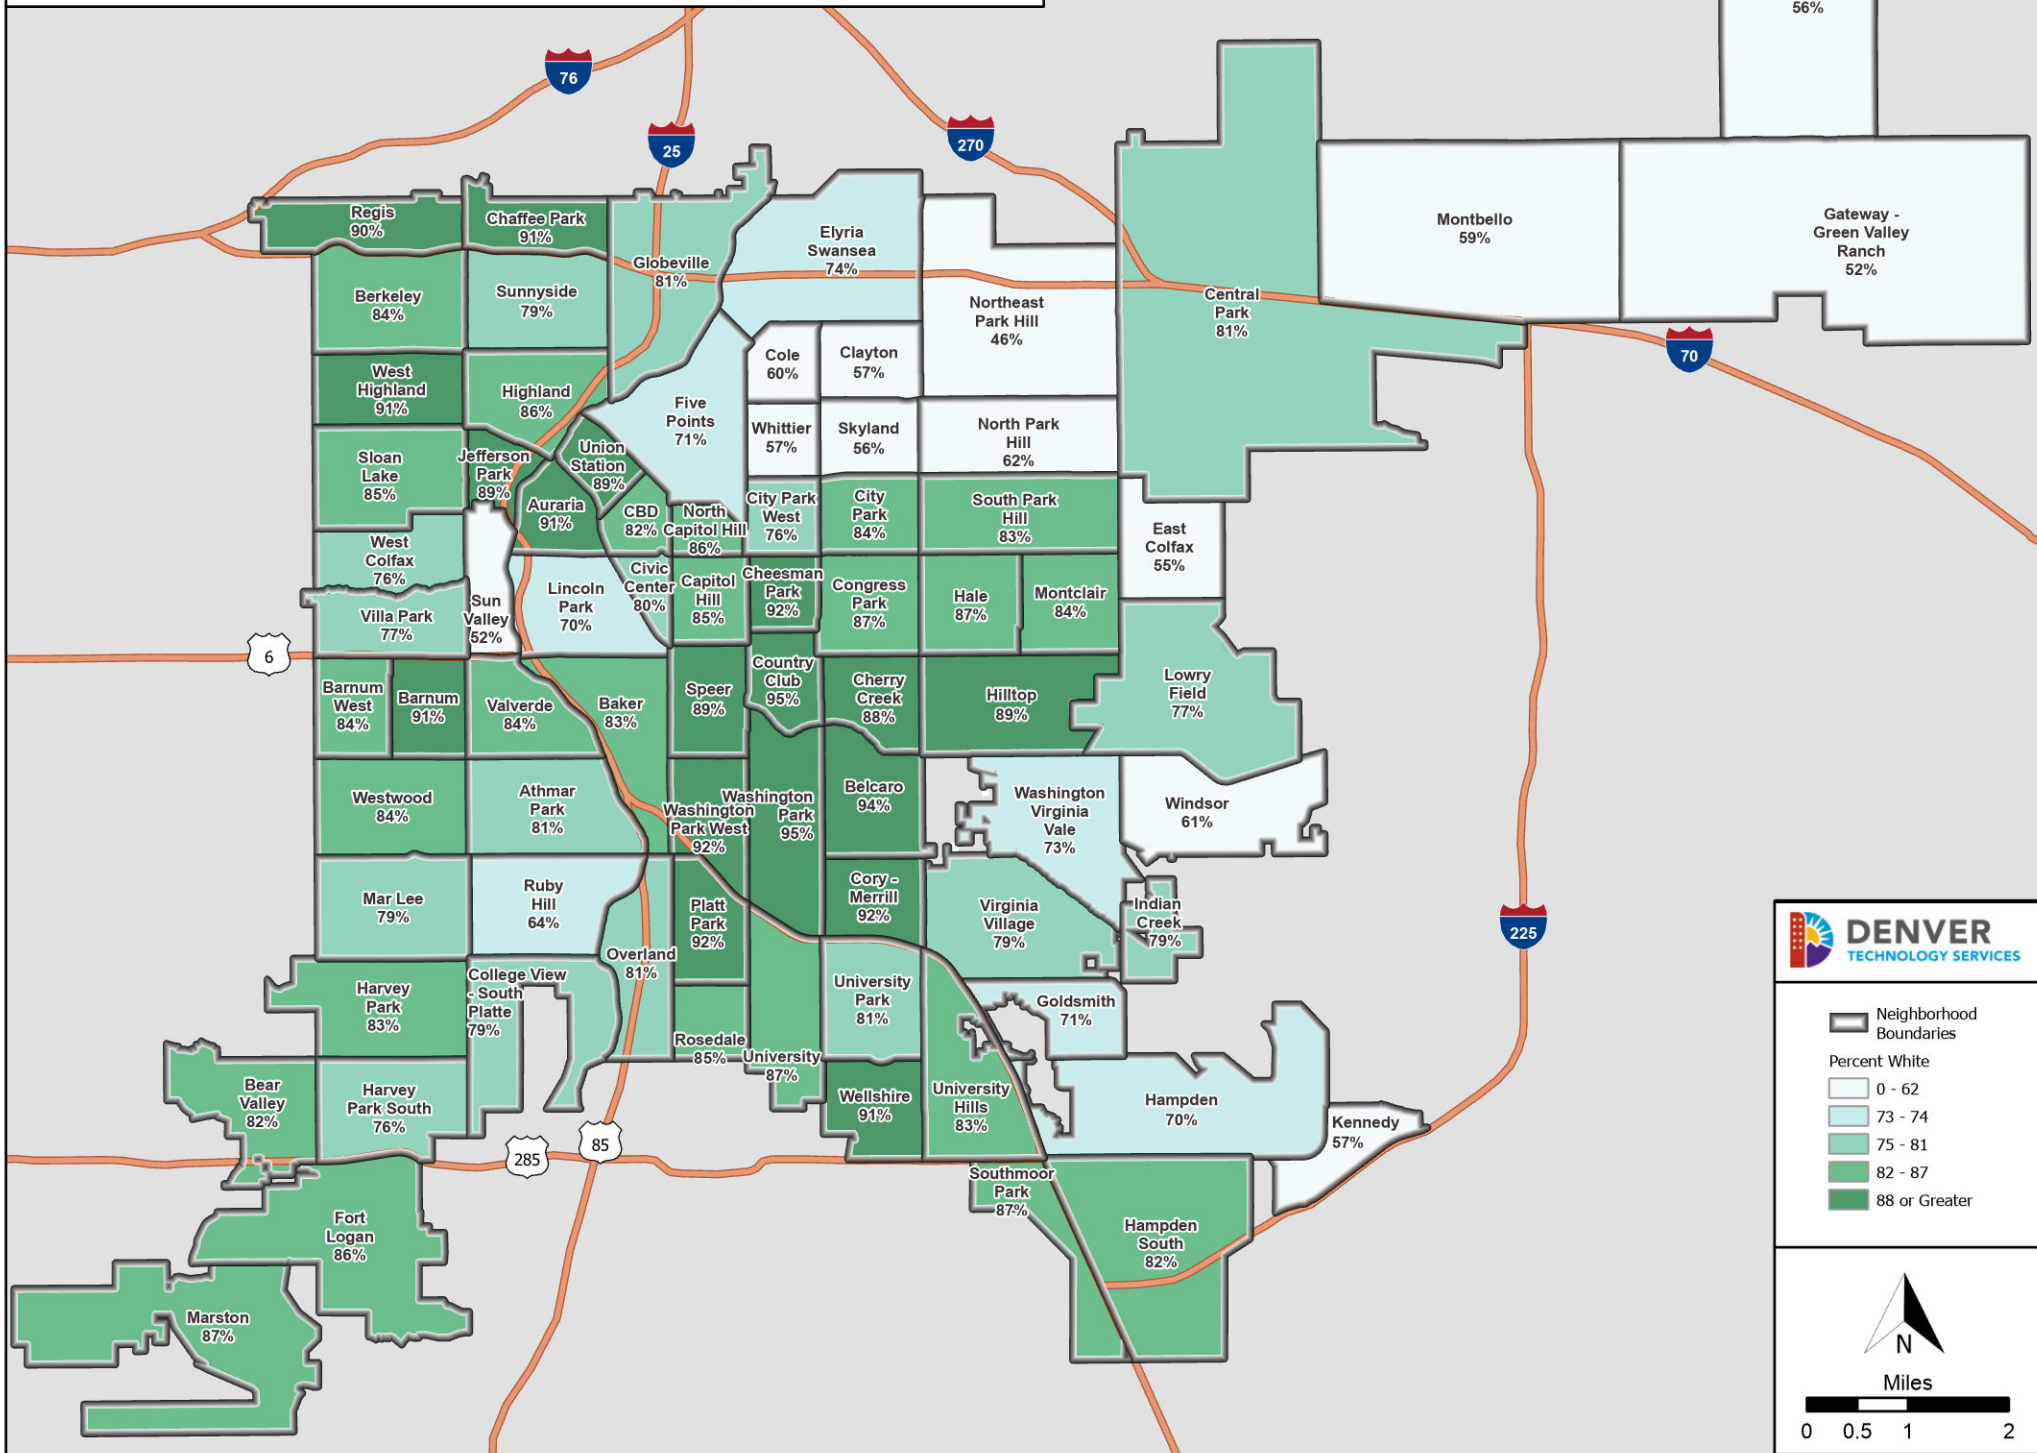 56%
76
25
270
Regis
90%
Chaffee Park
91%
Globeville
81%
Elyria
Swansea
74%
Montbello
59%
Gateway -
Green Valley
Ranch
52%
Berkeley
84%
Sunnyside
79%
Northeast
Park Hill
46%
Central
Park
81%
70
West
Highland
91%
Highland
86%
Cole
60%
Clayton
57%
Five
Points
71%
Whittier
57%
Skyland
56%
North Park
Hill
62%
Sloan
Lake
85%
Jefferson
Park
89%
Union
Station
89%
Auraria
91%
CBD
82%
North
Capitol Hill
86%
City Park
West
76%
City
Park
84%
South Park
Hill
83%
East
Colfax
55%
West
Colfax
76%
Villa Park
77%
Sun
Valley
52%
Lincoln
Park
70%
Civic
Center
80%
Capitol
Hill
85%
Cheesman
Park
92%
Congress
Park
87%
Hale
87%
Montclair
84%
6
Barnum
West
84%
Barnum
91%
Valverde
84%
Baker
83%
Speer
89%
Country
Club
95%
Cherry
Creek
88%
Hilltop
89%
Lowry
Field
77%
Westwood
84%
Athmar
Park
81%
Washington
Park West
92%
Washington
Park
95%
Belcaro
94%
Washington
Virginia
Vale
73%
Windsor
61%
Mar Lee
79%
Ruby
Hill
64%
Overland
81%
Platt
Park
92%
Cory -
Merrill
92%
Virginia
Village
79%
Indian
Creek
79%
225
Harvey
Park
83%
College View
- South
Platte
79%
Rosedale
85%
University
87%
University
Park
81%
Goldsmith
71%
Bear
Valley
82%
Harvey
Park South
76%
Wellshire
91%
University
Hills
83%
Hampden
70%
Kennedy
57%
285
85
Southmoor
Park
87%
Hampden
South
82%
Fort
Logan
86%
Marston
87%
DENVER
TECHNOLOGY SERVICES
Neighborhood
Boundaries
Percent White
0 - 62
73 - 74
75 - 81
82 - 87
88 or Greater
N
Miles
0 0.5 1 2